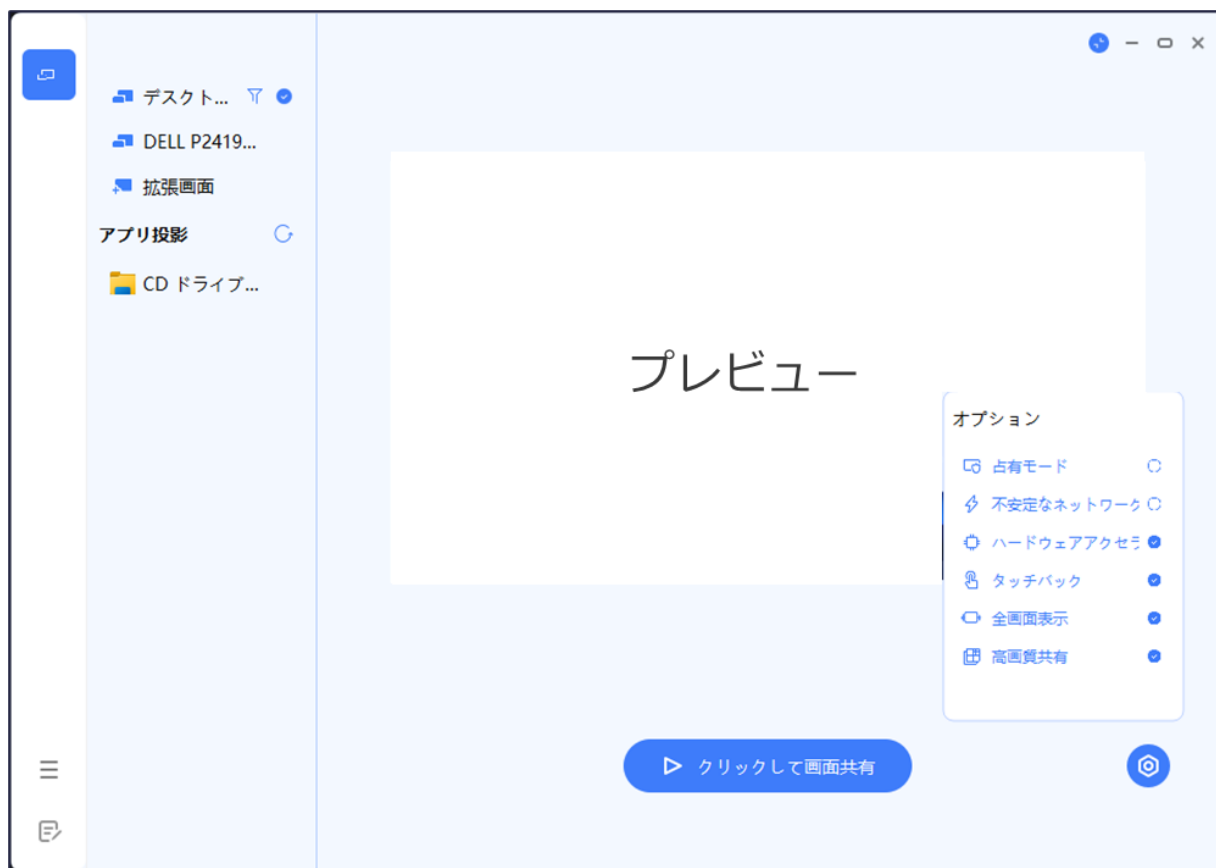 デスクト...
DELL P2419...
拡張画面
アプリ投影
CD ドライブ...
プレビュー
オプション
占有モード
不安定なネットワーク
ハードウェアアクセラ
タッチバック
全画面表示
高画質共有
クリックして画面共有